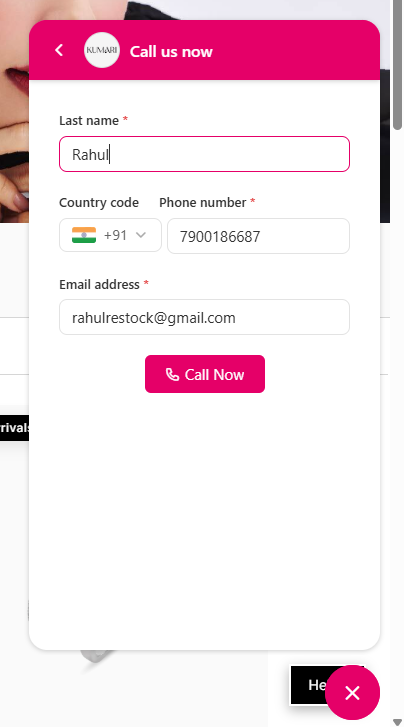 KUMARI
Call us now
Last name *
Rahul
Country code Phone number *
+91 7900186687
Email address *
rahulrestock@gmail.com
Call Now
rrivals
He